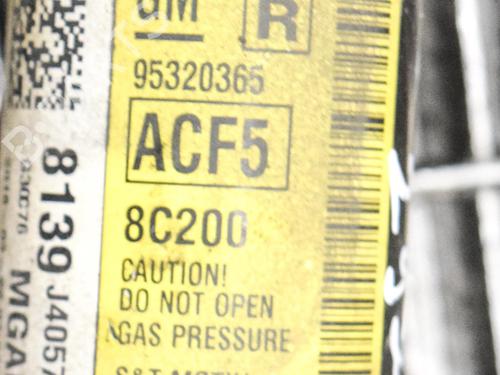 GM
R
95320365
ACF5
8C200
CAUTION!
DO NOT OPEN
GAS PRESSURE
8139
J4057
MGA